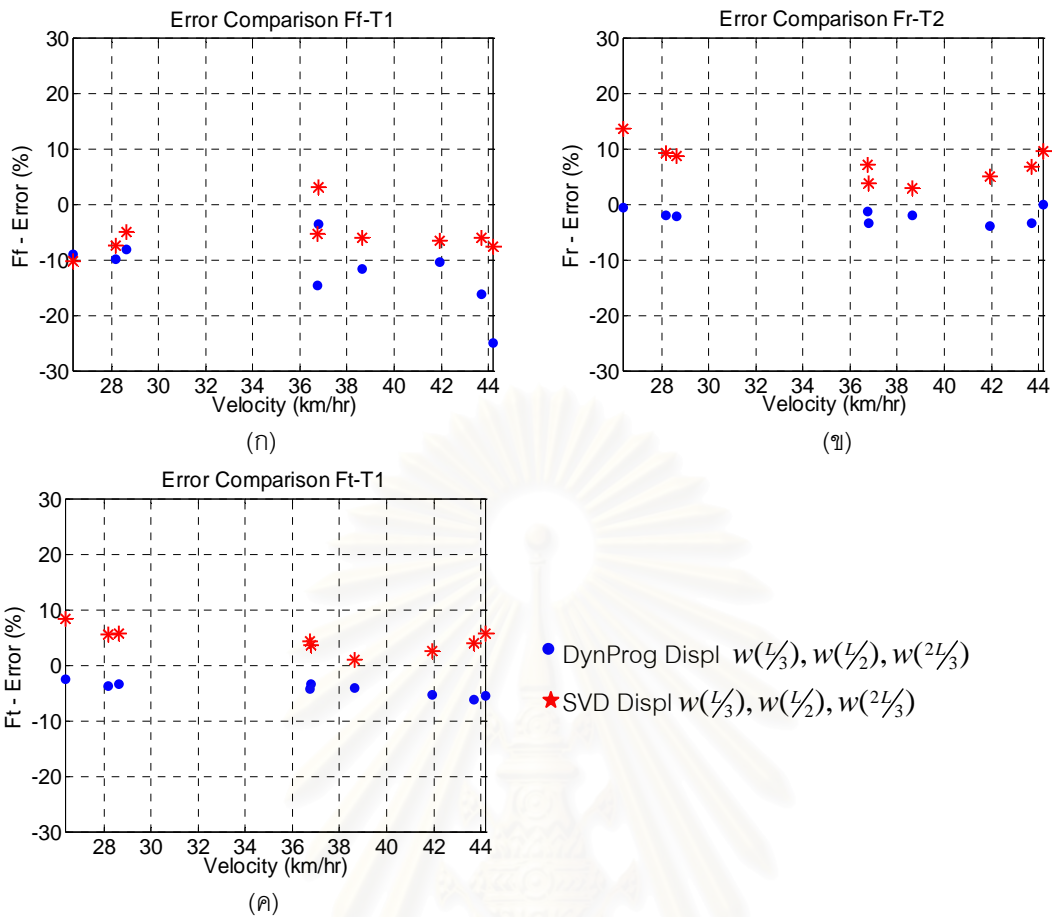 Error Comparison Ff-T1
30
20
10
0
-10
-20
-30
Ff - Error (%)
28 30 32 34 36 38 40 42 44
Velocity (km/hr)
(ก)
Error Comparison Fr-T2
30
20
10
0
-10
-20
-30
Fr - Error (%)
28 30 32 34 36 38 40 42 44
Velocity (km/hr)
(ข)
Error Comparison Ft-T1
30
20
10
0
-10
-20
-30
Ft - Error (%)
28 30 32 34 36 38 40 42 44
Velocity (km/hr)
(ค)
DynProg Displ w(L/3), w(L/2), w(2L/3)
SVD Displ w(L/3), w(L/2), w(2L/3)